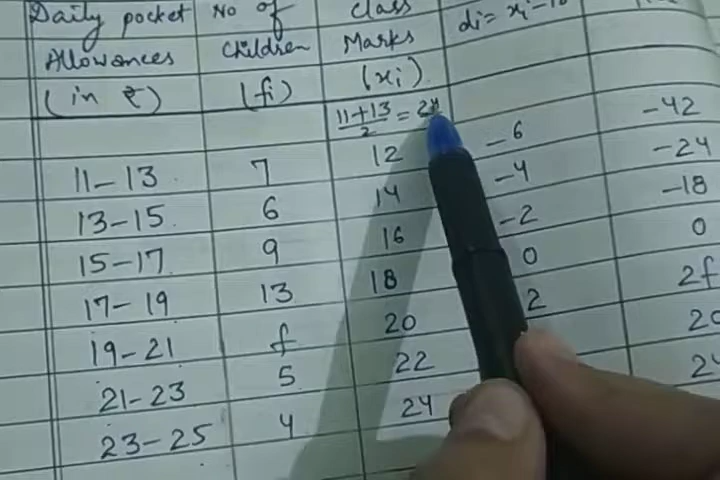 Daily pocket No of Class
Allowances Children Marks di = xi -
(in ₹) (fi) (xi)
11+13/2 = 24
11-13 7 12 -6 -42
13-15 6 14 -4 -24
15-17 9 16 -2 -18
17-19 13 18 0 0
19-21 f 20 2 2f
21-23 5 22
23-25 4 24